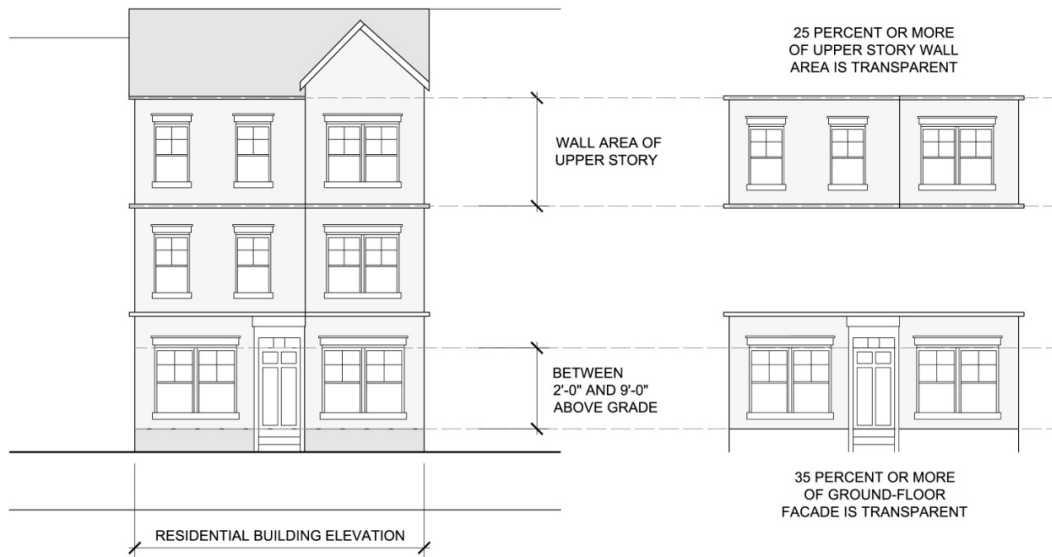 25 PERCENT OR MORE
OF UPPER STORY WALL
AREA IS TRANSPARENT
WALL AREA OF
UPPER STORY
BETWEEN
2'-0" AND 9'-0"
ABOVE GRADE
35 PERCENT OR MORE
OF GROUND-FLOOR
FACADE IS TRANSPARENT
RESIDENTIAL BUILDING ELEVATION